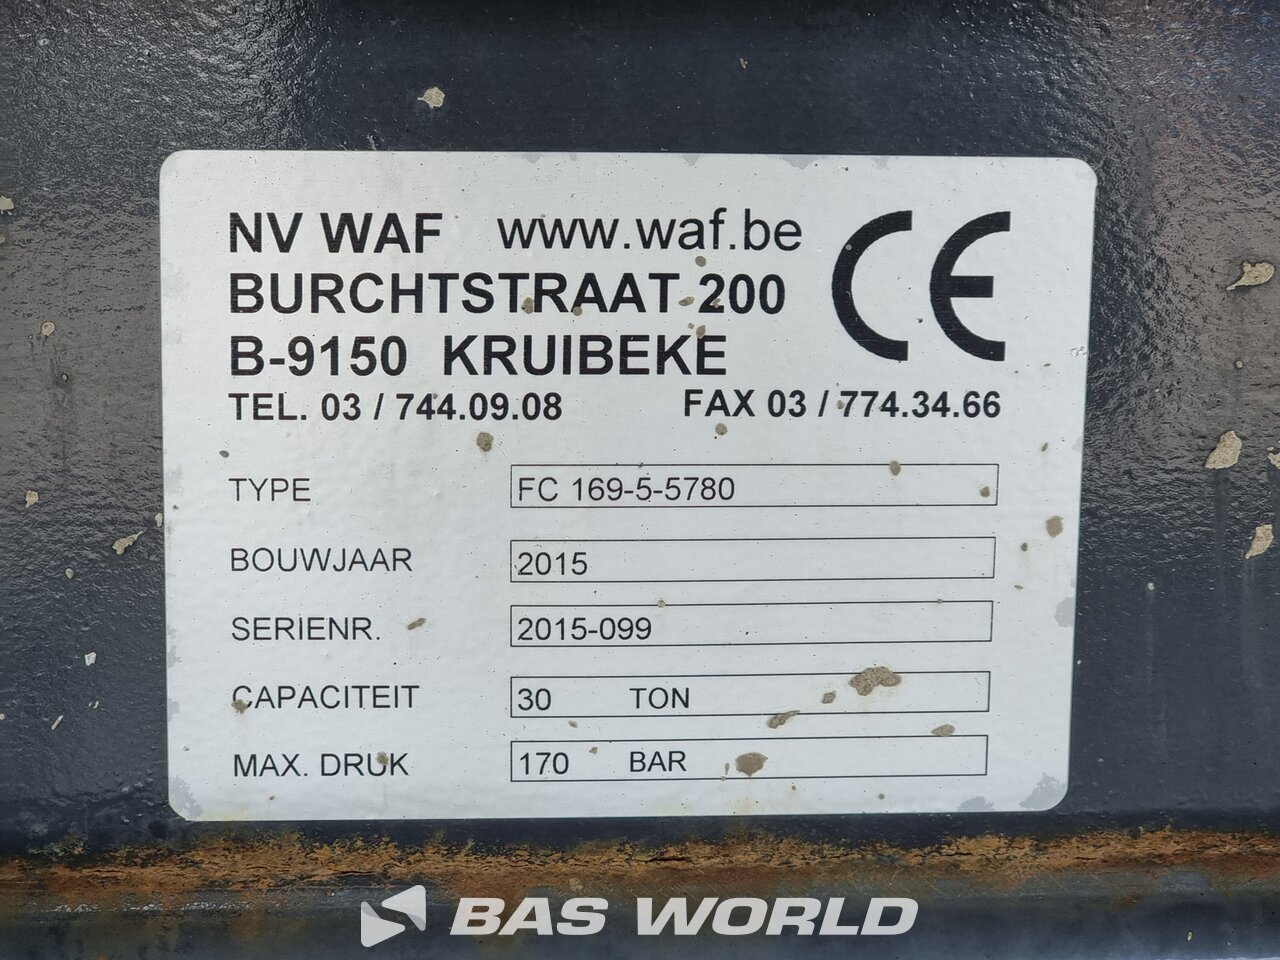 NV WAF www.waf.be CE
BURCHTSTRAAT 200
B-9150 KRUIBEKE
TEL. 03 / 744.09.08 FAX 03 / 774.34.66
TYPE FC 169-5-5780
BOUWJAAR 2015
SERIENR. 2015-099
CAPACITEIT 30 TON
MAX. DRUK 170 BAR
BAS WORLD